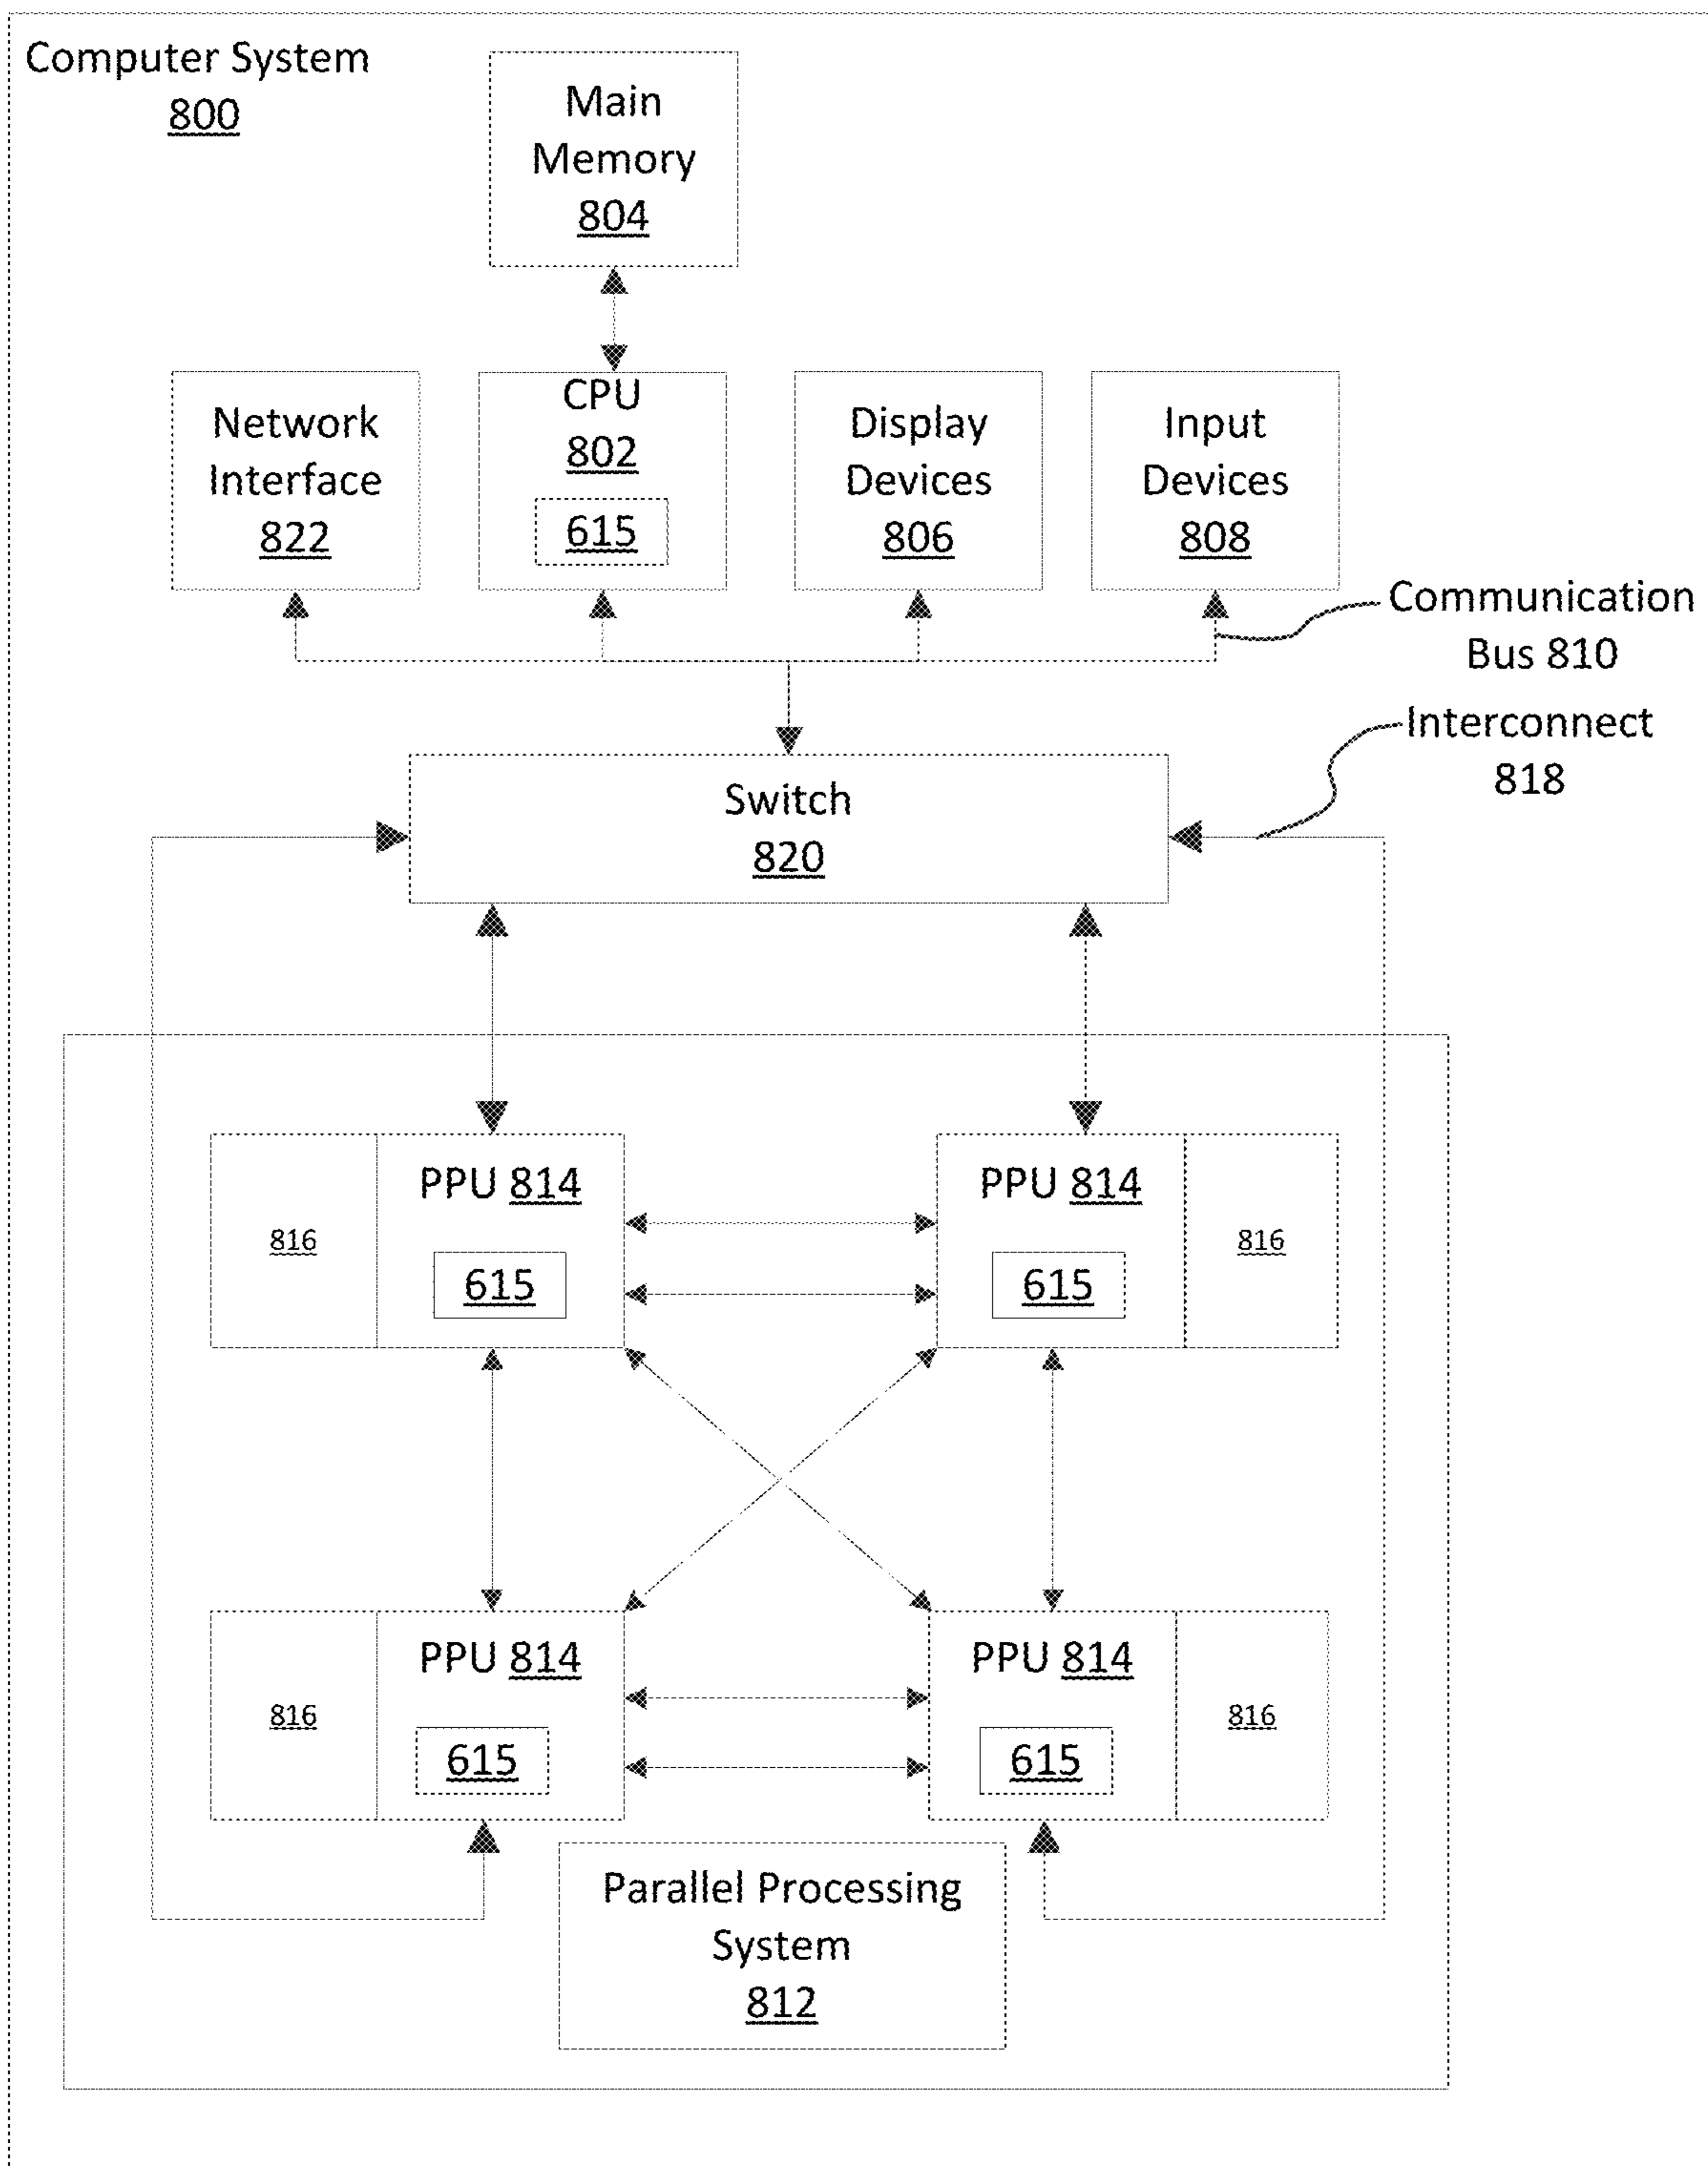 Computer System
800
Main
Memory
804
Network
Interface
822
CPU
802
615
Display
Devices
806
Input
Devices
808
Communication
Bus 810
Interconnect
818
Switch
820
816
PPU 814
615
PPU 814
615
816
816
PPU 814
615
PPU 814
615
816
Parallel Processing
System
812